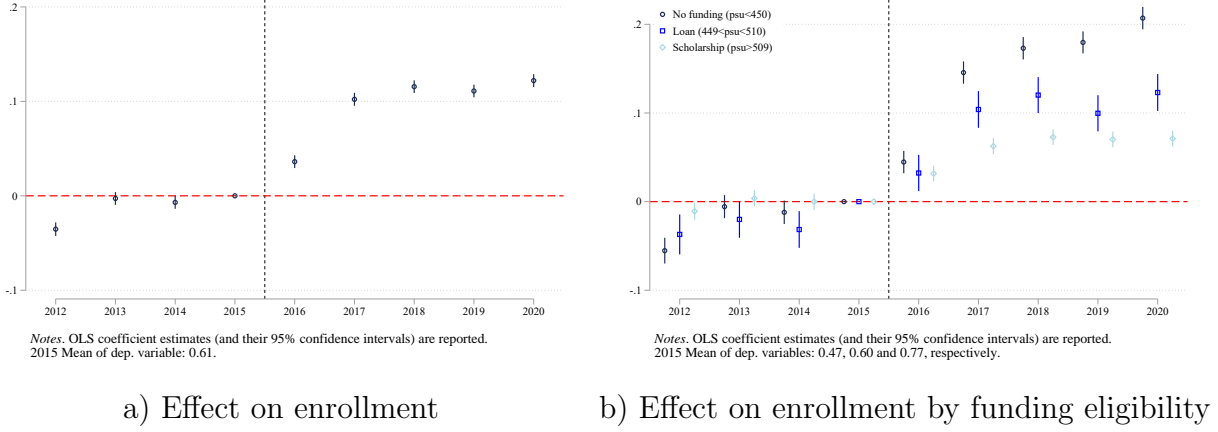 .2
.1
0
-.1
2012 2013 2014 2015 2016 2017 2018 2019 2020
Notes. OLS coefficient estimates (and their 95% confidence intervals) are reported.
2015 Mean of dep. variable: 0.61.
a) Effect on enrollment
No funding (psu<450)
Loan (449<psu<510)
Scholarship (psu>509)
.2
.1
0
-.1
2012 2013 2014 2015 2016 2017 2018 2019 2020
Notes. OLS coefficient estimates (and their 95% confidence intervals) are reported.
2015 Mean of dep. variables: 0.47, 0.60 and 0.77, respectively.
b) Effect on enrollment by funding eligibility